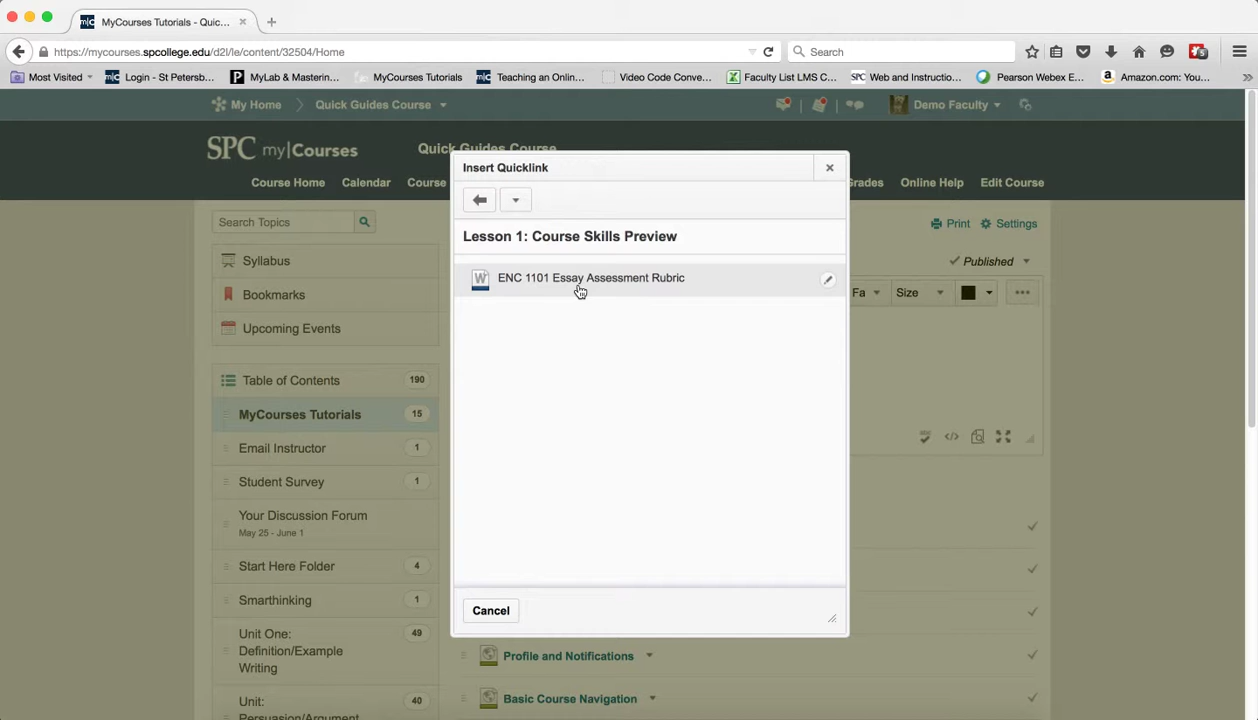 MyCourses Tutorials - Quic...
https://mycourses.spcollege.edu/d2l/le/content/32504/Home
Search
5
Most Visited
Login - St Petersb...
MyLab & Mastering...
MyCourses Tutorials
Teaching an Onlin...
Video Code Conve...
Faculty List LMS C...
SPC Web and Instructio...
Pearson Webex E...
Amazon.com: You...
My Home
Quick Guides Course
Demo Faculty
SPC my|Courses
Quick Guides Course
Course Home
Calendar
Course
Grades
Online Help
Edit Course
Insert Quicklink
Lesson 1: Course Skills Preview
ENC 1101 Essay Assessment Rubric
Cancel
Search Topics
Syllabus
Bookmarks
Upcoming Events
Table of Contents 190
MyCourses Tutorials 15
Email Instructor 1
Student Survey 1
Your Discussion Forum
May 25 - June 1
Start Here Folder 4
Smarthinking 1
Unit One: 49
Definition/Example
Writing
Unit: 40
Persuasion/Argument
Print
Settings
Published
Fa
Size
Profile and Notifications
Basic Course Navigation